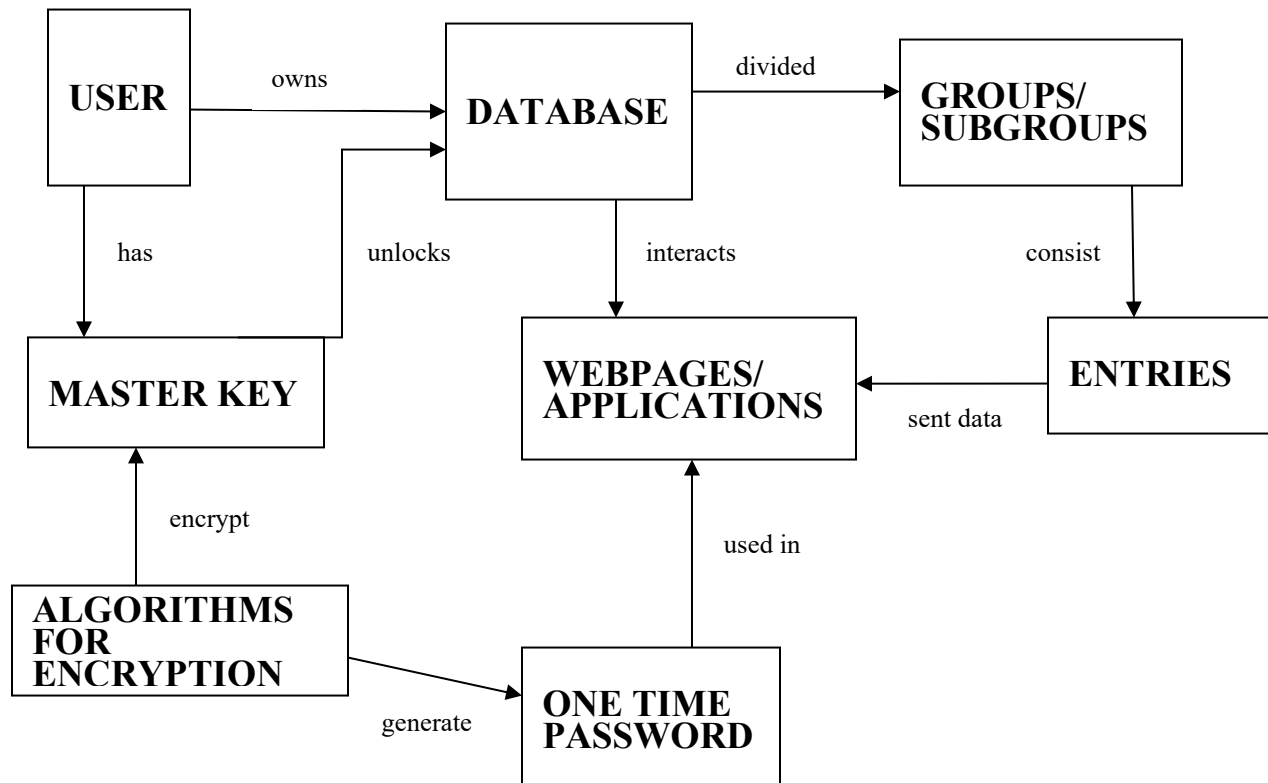 USER
owns
DATABASE
divided
GROUPS/
SUBGROUPS
has
unlocks
interacts
consist
MASTER KEY
WEBPAGES/
APPLICATIONS
sent data
ENTRIES
encrypt
used in
ALGORITHMS
FOR
ENCRYPTION
generate
ONE TIME
PASSWORD